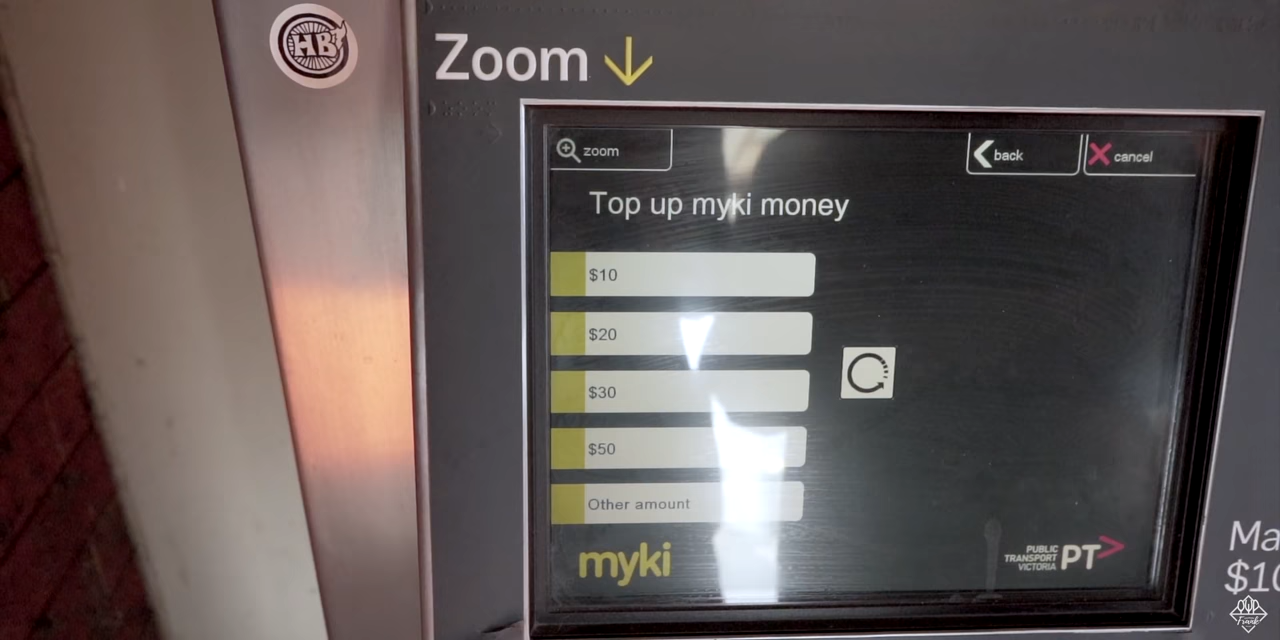 HB
Zoom
zoom
back
cancel
Top up myki money
$10
$20
$30
$50
Other amount
myki
PUBLIC
TRANSPORT
VICTORIA
PT
Ma
$10
Frank